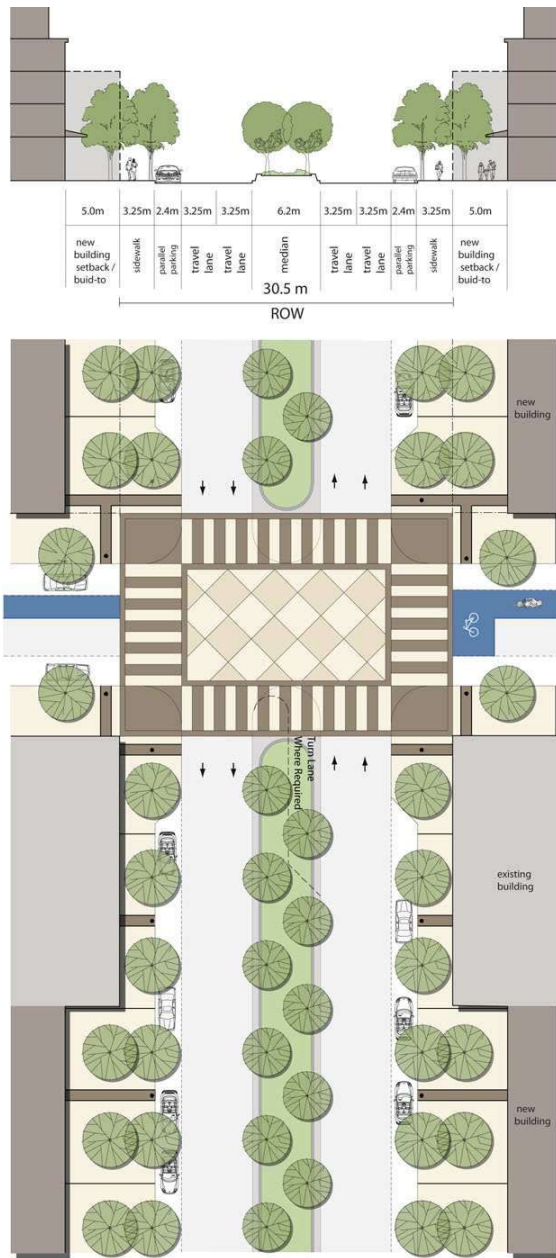 5.0m 3.25m 2.4m 3.25m 3.25m 6.2m 3.25m 3.25m 2.4m 3.25m 5.0m
new
building
setback /
buid-to
sidewalk
parallel
parking
travel
lane
travel
lane
median
travel
lane
travel
lane
parallel
parking
sidewalk
new
building
setback /
buid-to
30.5 m
ROW
new
building
Turn Lane
Where Required
existing
building
new
building